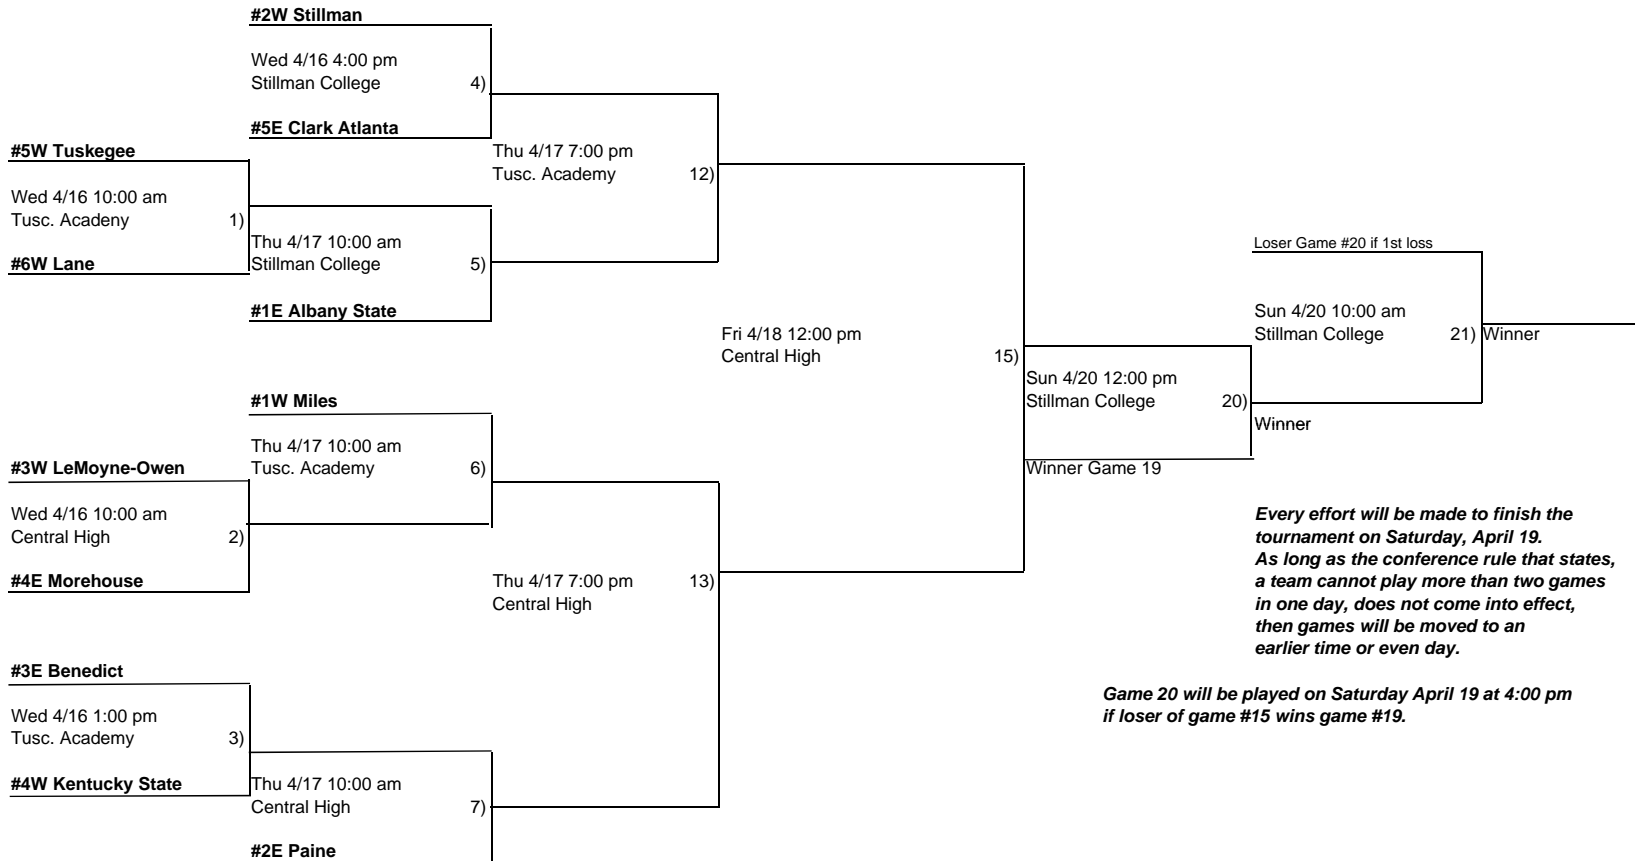 #2W Stillman
Wed 4/16 4:00 pm
Stillman College 4)
#5E Clark Atlanta
#5W Tuskegee
Wed 4/16 10:00 am
Tusc. Acadeny 1)
#6W Lane
Thu 4/17 7:00 pm
Tusc. Academy 12)
Thu 4/17 10:00 am
Stillman College 5)
#1E Albany State
Fri 4/18 12:00 pm
Central High 15)
#1W Miles
Thu 4/17 10:00 am
Tusc. Academy 6)
#3W LeMoyne-Owen
Wed 4/16 10:00 am
Central High 2)
#4E Morehouse
Thu 4/17 7:00 pm 13)
Central High
#3E Benedict
Wed 4/16 1:00 pm
Tusc. Academy 3)
#4W Kentucky State
Thu 4/17 10:00 am
Central High 7)
#2E Paine
Sun 4/20 12:00 pm
Stillman College 20)
Winner Game 19
Winner
Loser Game #20 if 1st loss
Sun 4/20 10:00 am
Stillman College 21) Winner
Every effort will be made to finish the
tournament on Saturday, April 19.
As long as the conference rule that states,
a team cannot play more than two games
in one day, does not come into effect,
then games will be moved to an
earlier time or even day.
Game 20 will be played on Saturday April 19 at 4:00 pm
if loser of game #15 wins game #19.